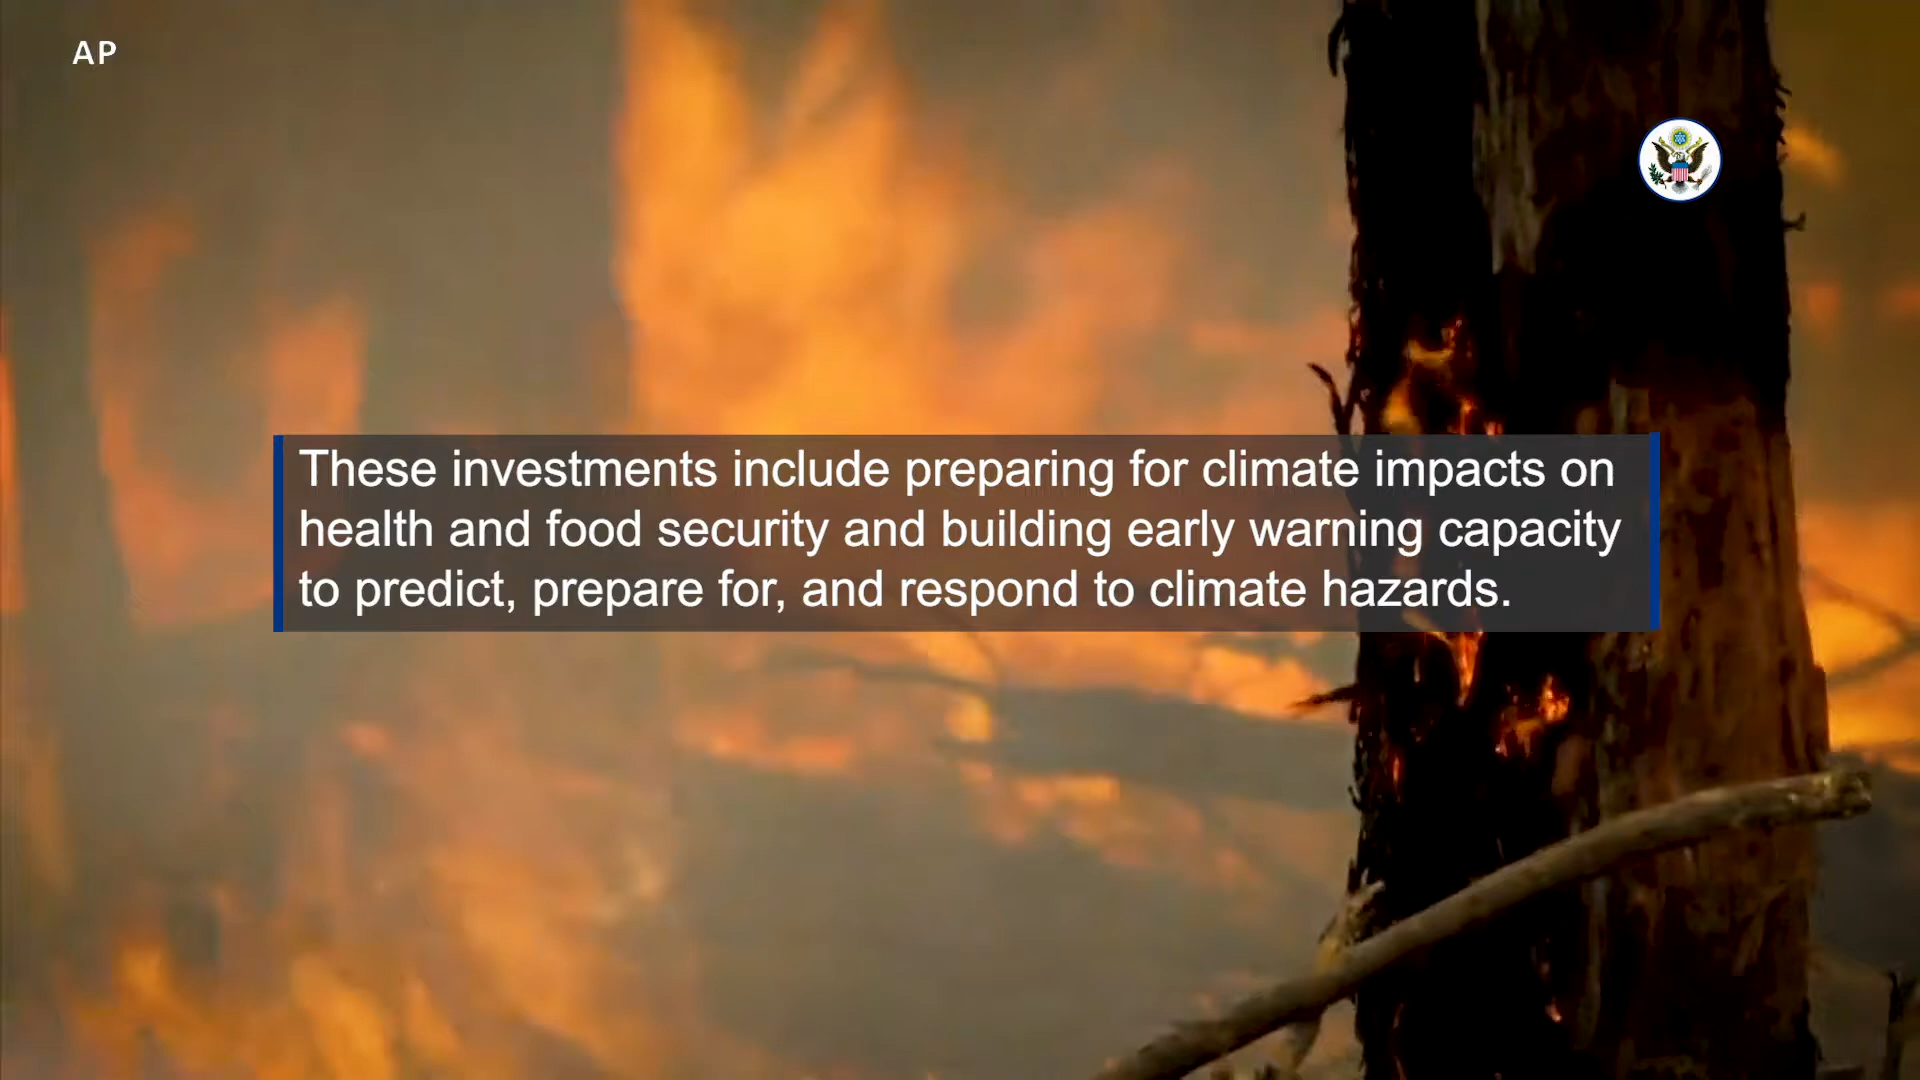 AP
These investments include preparing for climate impacts on
health and food security and building early warning capacity
to predict, prepare for, and respond to climate hazards.